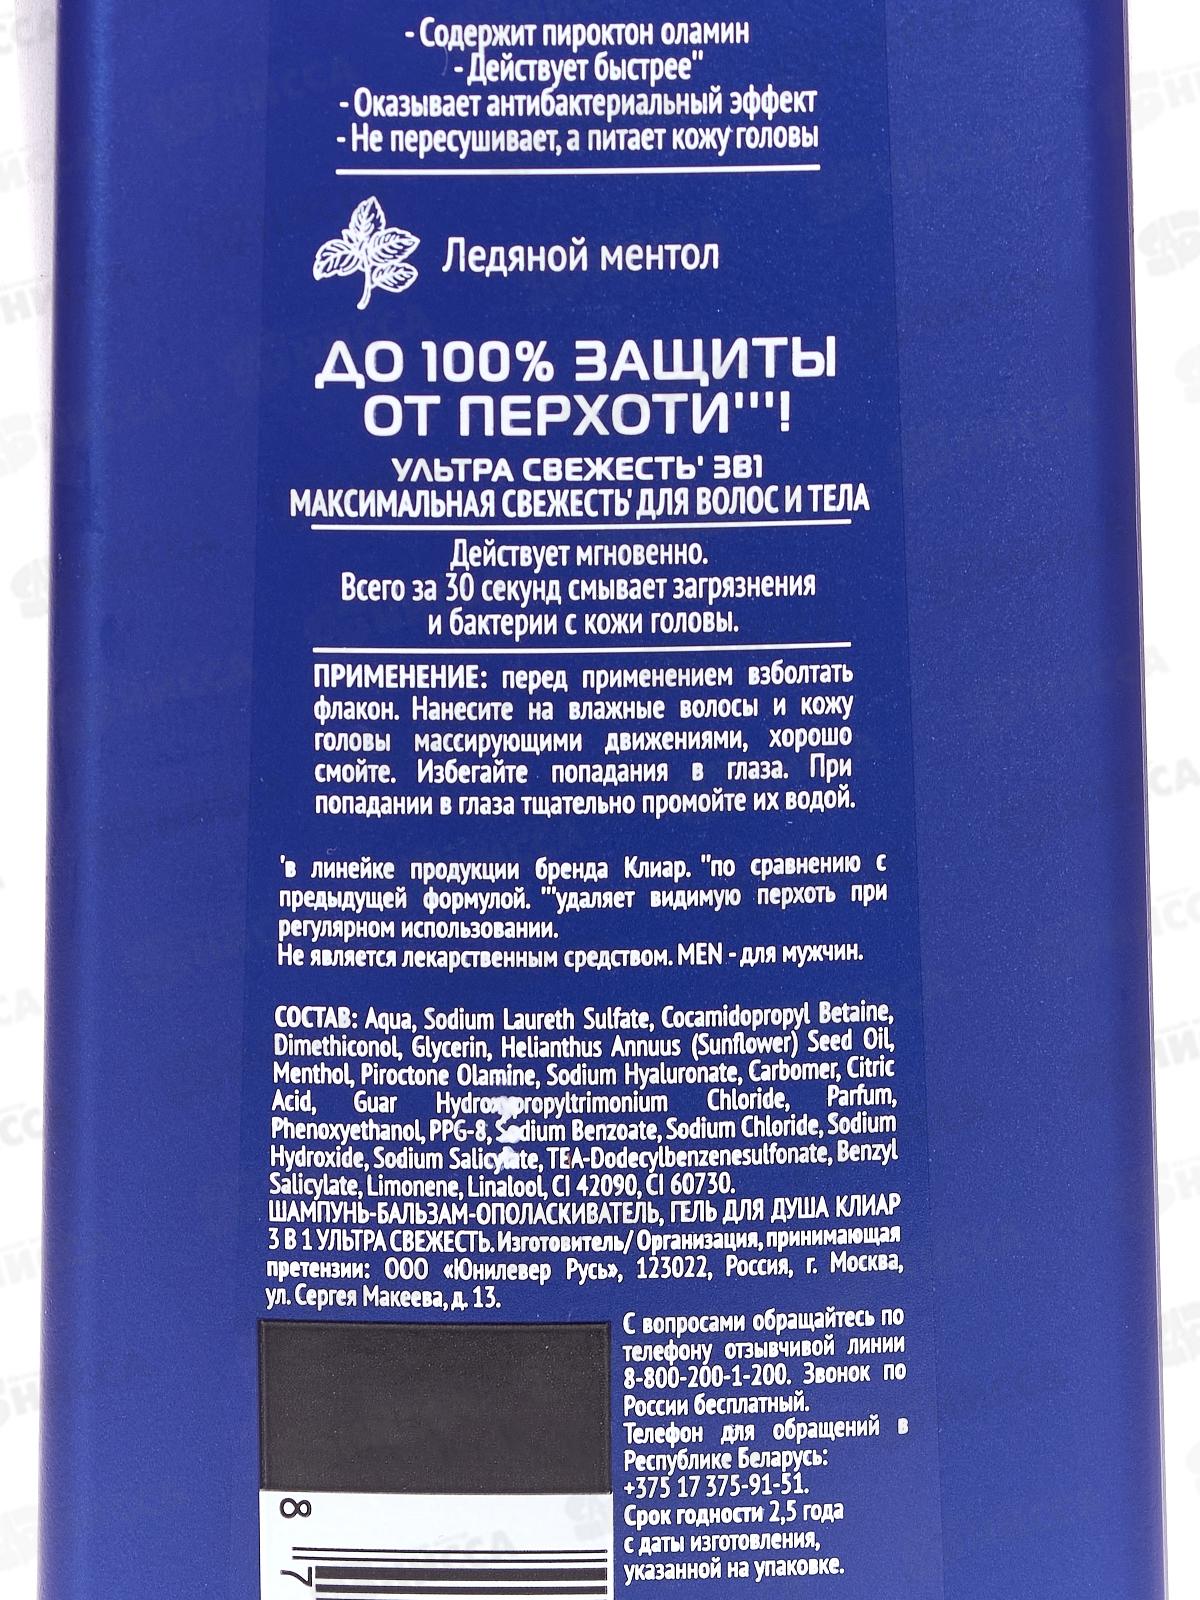 - Содержит пироктон оламин
- Действует быстрее"
- Оказывает антибактериальный эффект
- Не пересушивает, а питает кожу головы
Ледяной ментол
ДО 100% ЗАЩИТЫ
ОТ ПЕРХОТИ"'!
УЛЬТРА СВЕЖЕСТЬ' 3В1
МАКСИМАЛЬНАЯ СВЕЖЕСТЬ' ДЛЯ ВОЛОС И ТЕЛА
Действует мгновенно.
Всего за 30 секунд смывает загрязнения
и бактерии с кожи головы.
ПРИМЕНЕНИЕ: перед применением взболтать
флакон. Нанесите на влажные волосы и кожу
головы массирующими движениями, хорошо
смойте. Избегайте попадания в глаза. При
попадании в глаза тщательно промойте их водой.
'в линейке продукции бренда Клиар. "по сравнению с
предыдущей формулой. "'удаляет видимую перхоть при
регулярном использовании.
Не является лекарственным средством. MEN - для мужчин.
СОСТАВ: Aqua, Sodium Laureth Sulfate, Cocamidopropyl Betaine,
Dimethiconol, Glycerin, Helianthus Annuus (Sunflower) Seed Oil,
Menthol, Piroctone Olamine, Sodium Hyaluronate, Carbomer, Citric
Acid, Guar Hydroxypropyltrimonium Chloride, Parfum,
Phenoxyethanol, PPG-8, Sodium Benzoate, Sodium Chloride, Sodium
Hydroxide, Sodium Salicylate, TEA-Dodecylbenzenesulfonate, Benzyl
Salicylate, Limonene, Linalool, CI 42090, CI 60730.
ШАМПУНЬ-БАЛЬЗАМ-ОПОЛАСКИВАТЕЛЬ, ГЕЛЬ ДЛЯ ДУША КЛИАР
3 В 1 УЛЬТРА СВЕЖЕСТЬ. Изготовитель/ Организация, принимающая
претензии: ООО «Юнилевер Русь», 123022, Россия, г. Москва,
ул. Сергея Макеева, д. 13.
С вопросами обращайтесь по
телефону отзывчивой линии
8-800-200-1-200. Звонок по
России бесплатный.
Телефон для обращений в
Республике Беларусь:
+375 17 375-91-51.
Срок годности 2,5 года
с даты изготовления,
указанной на упаковке.
8
7